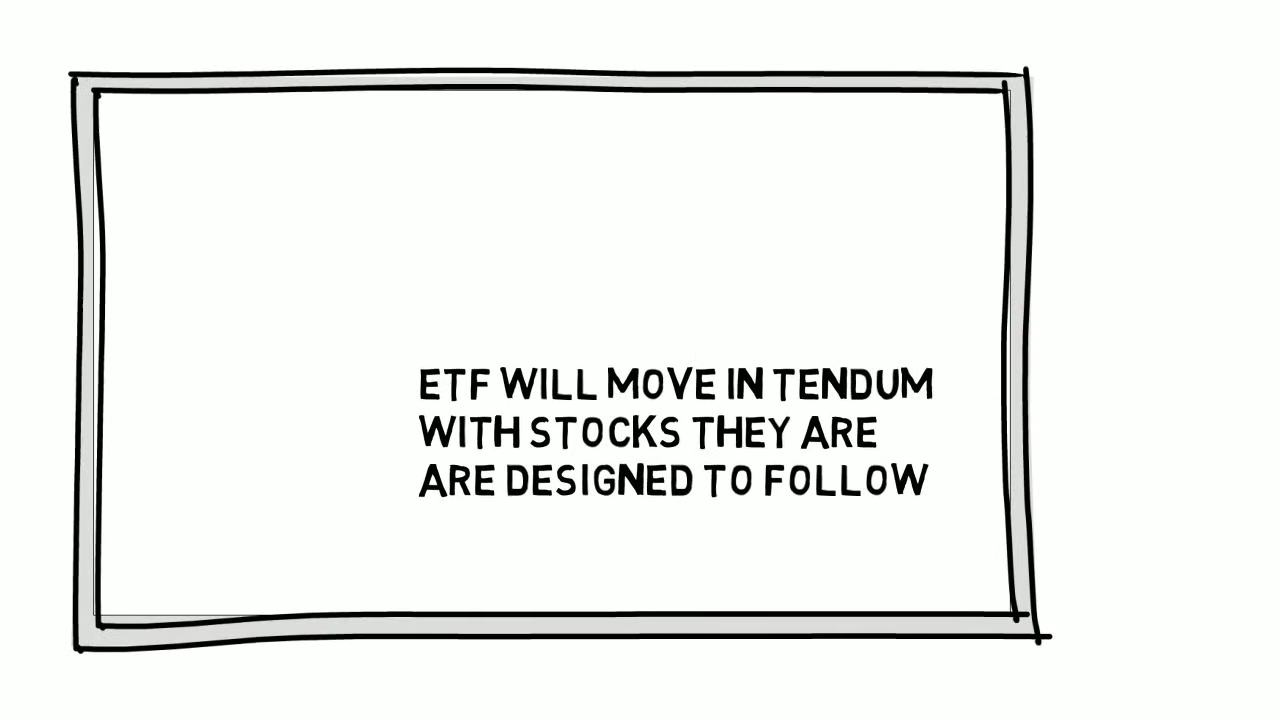 ETF WILL MOVE IN TENDUM
WITH STOCKS THEY ARE
ARE DESIGNED TO FOLLOW